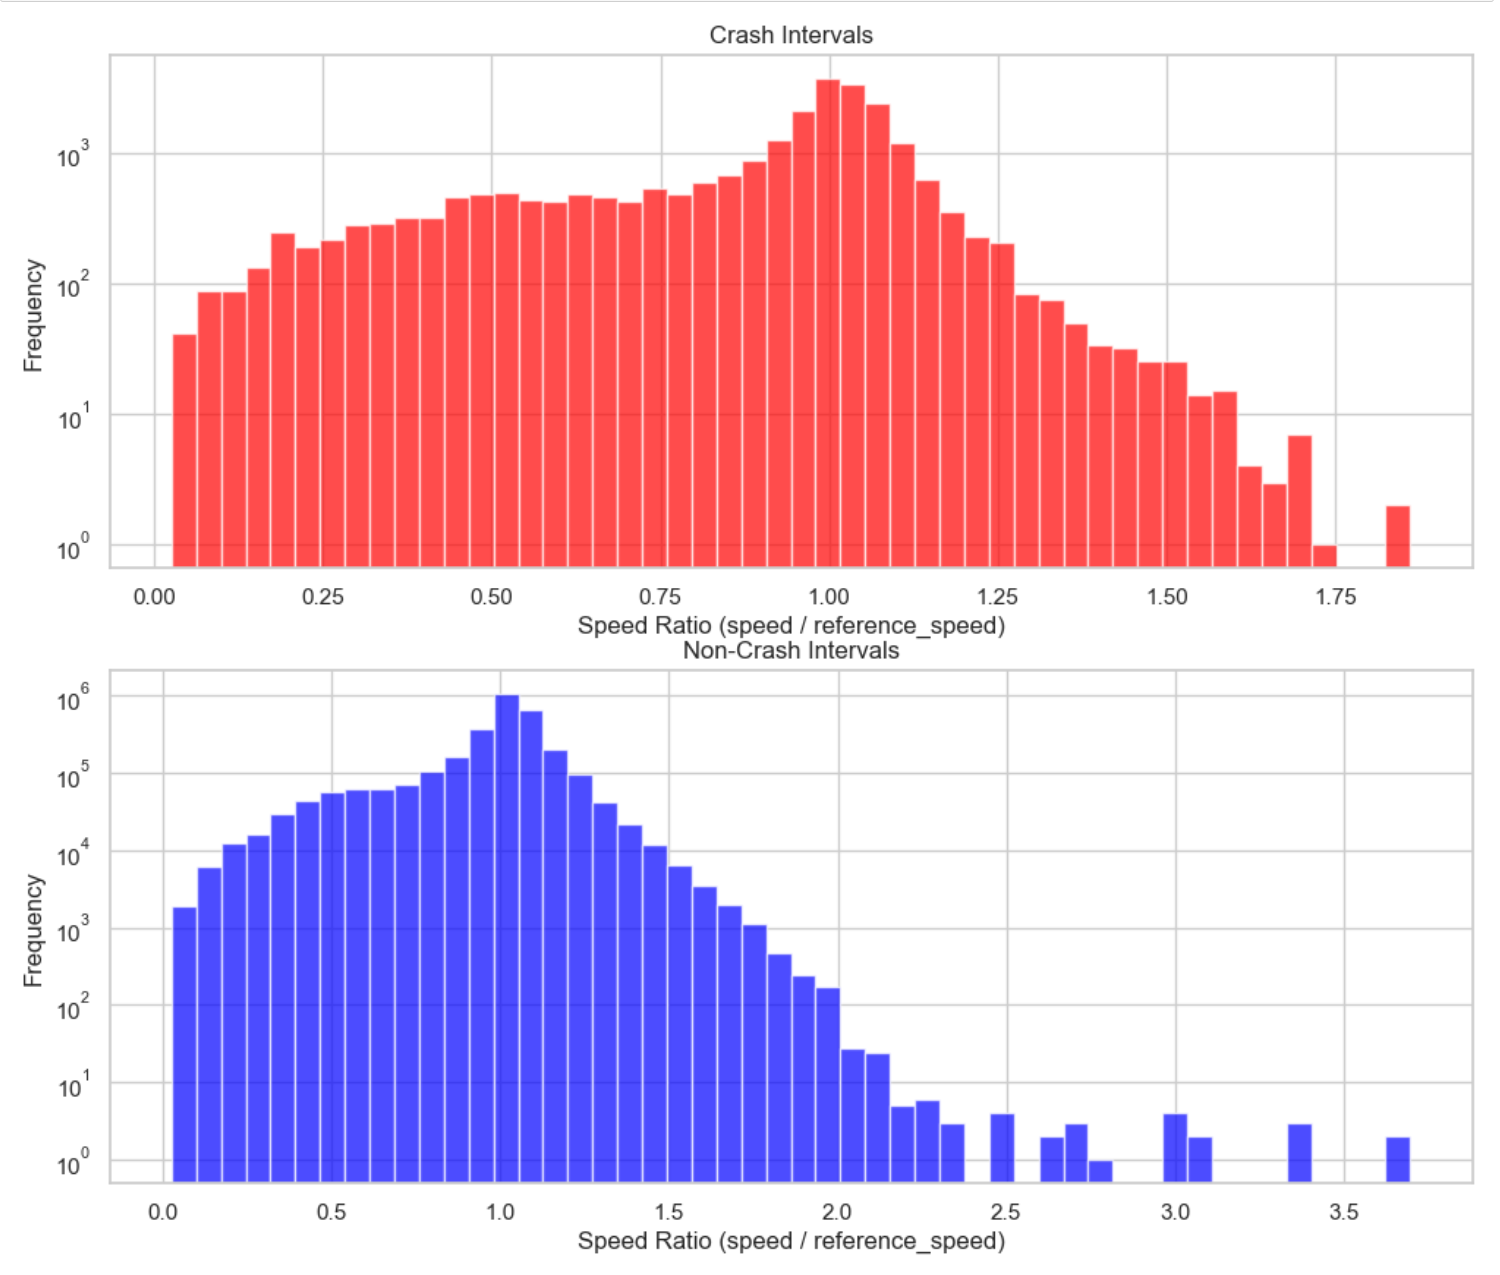 Crash Intervals
Frequency
10^3
10^2
10^1
10^0
0.00 0.25 0.50 0.75 1.00 1.25 1.50 1.75
Speed Ratio (speed / reference_speed)
Non-Crash Intervals
Frequency
10^6
10^5
10^4
10^3
10^2
10^1
10^0
0.0 0.5 1.0 1.5 2.0 2.5 3.0 3.5
Speed Ratio (speed / reference_speed)